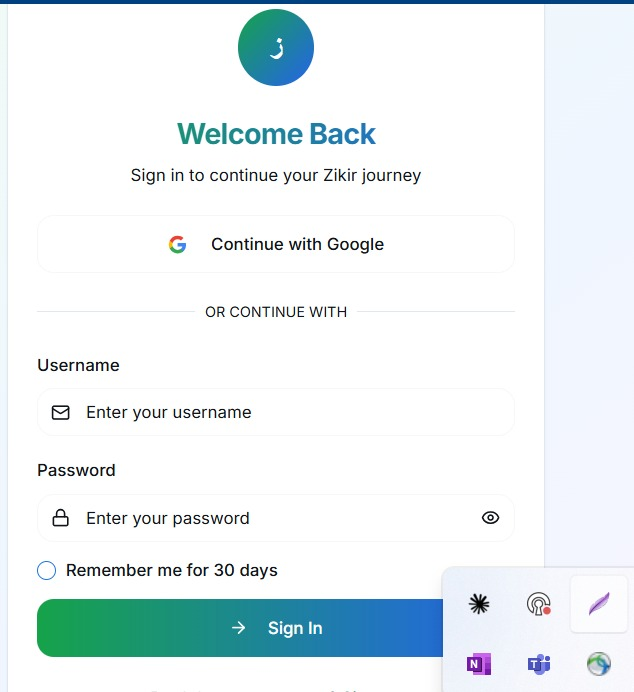 ز
Welcome Back
Sign in to continue your Zikir journey
Continue with Google
OR CONTINUE WITH
Username
Enter your username
Password
Enter your password
Remember me for 30 days
Sign In